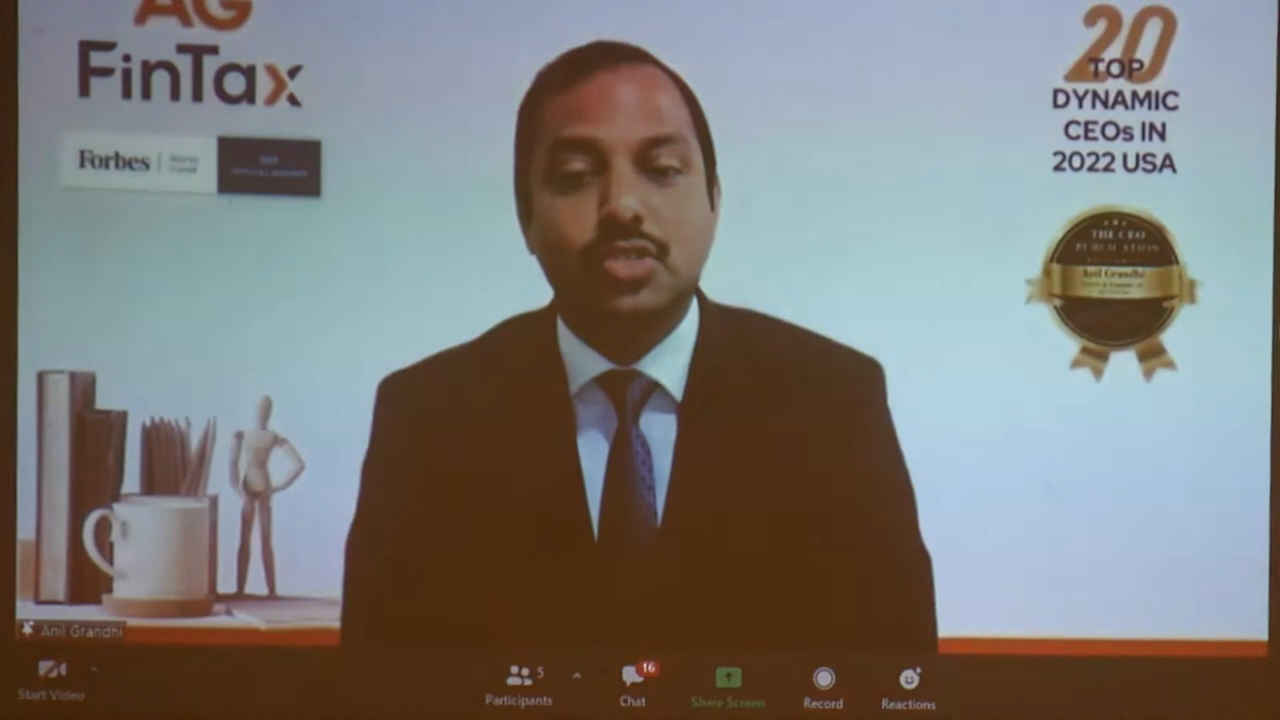 AG
FinTax
Forbes
20
TOP
DYNAMIC
CEOs IN
2022 USA
THE CEO
PUBLICATION
Anil Grandhi
Anil Grandhi
Start Video
Participants
5
Chat
16
Share Screen
Record
Reactions